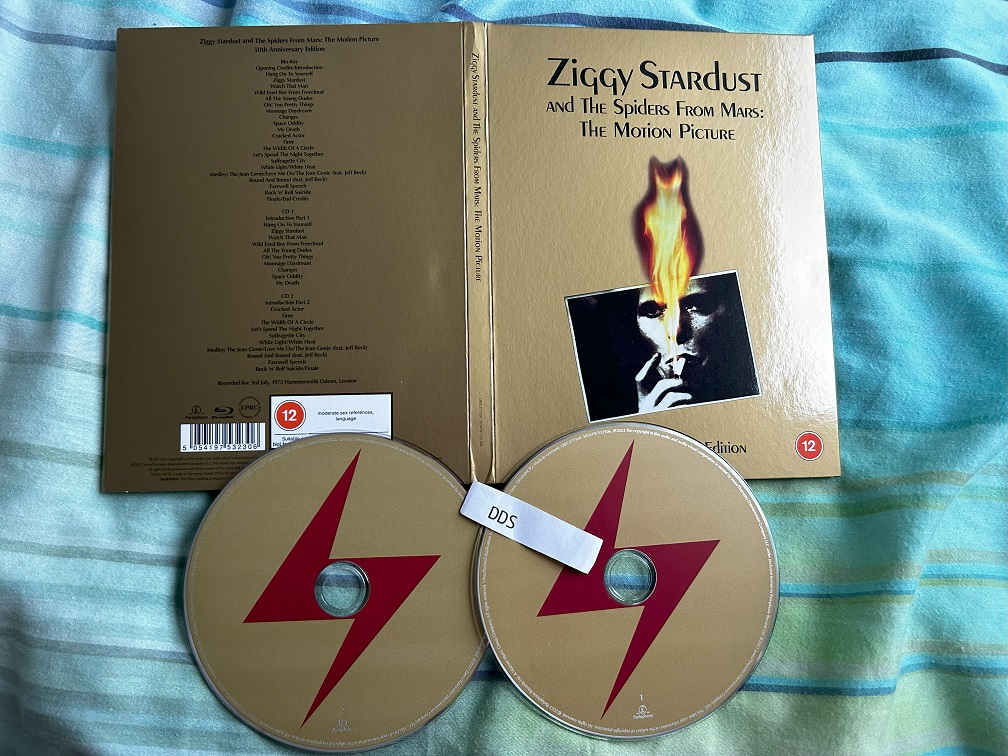 Ziggy Stardust and The Spiders From Mars: The Motion Picture
50th Anniversary Edition
Blu-Ray
Opening Credits/Introduction
Hang On To Yourself
Ziggy Stardust
Watch That Man
Wild Eyed Boy From Freecloud
All The Young Dudes
Oh! You Pretty Things
Moonage Daydream
Changes
Space Oddity
My Death
Cracked Actor
Time
The Width Of A Circle
Let's Spend The Night Together
Suffragette City
White Light/White Heat
Medley: The Jean Genie/Love Me Do/The Jean Genie (feat. Jeff Beck)
Round And Round (feat. Jeff Beck)
Farewell Speech
Rock 'n' Roll Suicide
Finale/End Credits
CD 1
Introduction Part 1
Hang On To Yourself
Ziggy Stardust
Watch That Man
Wild Eyed Boy From Freecloud
All The Young Dudes
Oh! You Pretty Things
Moonage Daydream
Changes
Space Oddity
My Death
CD 2
Introduction Part 2
Cracked Actor
Time
The Width Of A Circle
Let's Spend The Night Together
Suffragette City
White Light/White Heat
Medley: The Jean Genie/Love Me Do/The Jean Genie (feat. Jeff Beck)
Round And Round (feat. Jeff Beck)
Farewell Speech
Rock 'n' Roll Suicide/Finale
Recorded live 3rd July, 1973 Hammersmith Odeon, London
Parlophone
Blu-ray Disc
VPRC
12
moderate sex references,
language
5 054197 532306
Ziggy Stardust and The Spiders From Mars: The Motion Picture
Ziggy Stardust
and The Spiders From Mars:
The Motion Picture
Edition
12
DDS
2
1
Parlophone